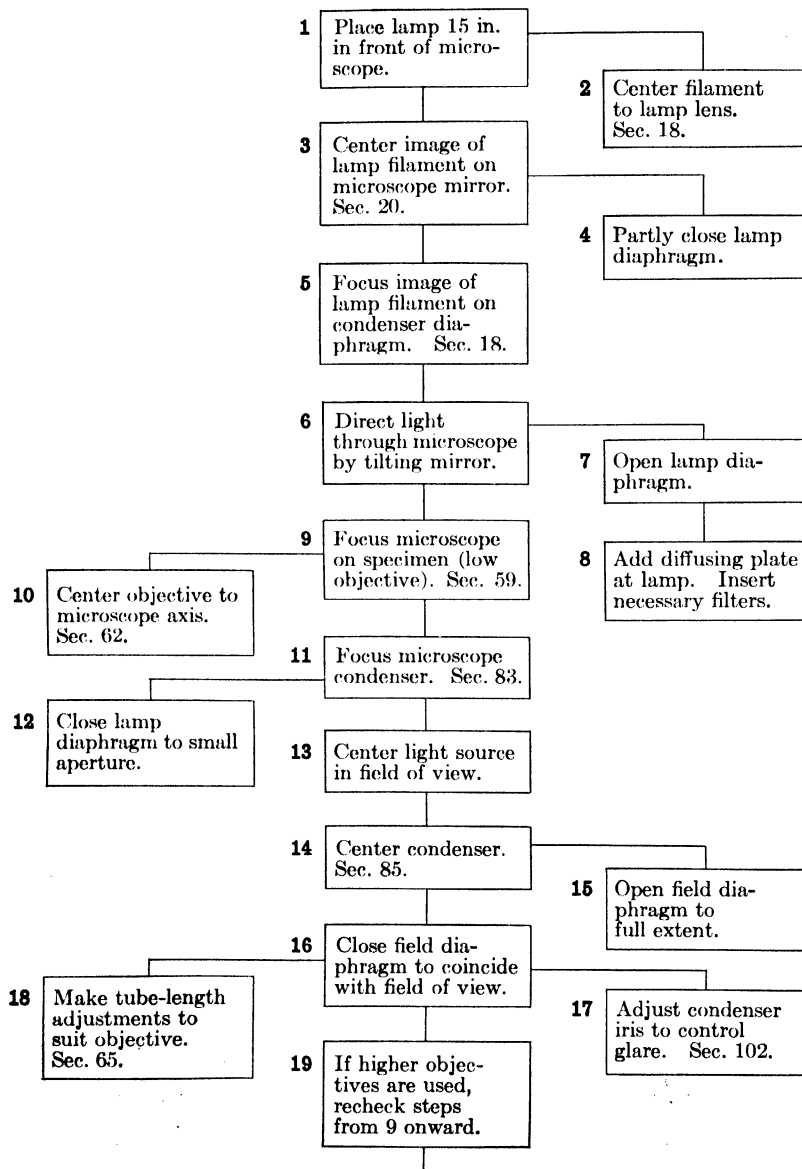 1 Place lamp 15 in.
in front of micro-
scope.
2 Center filament
to lamp lens.
Sec. 18.
3 Center image of
lamp filament on
microscope mirror.
Sec. 20.
4 Partly close lamp
diaphragm.
5 Focus image of
lamp filament on
condenser dia-
phragm. Sec. 18.
6 Direct light
through microscope
by tilting mirror.
7 Open lamp dia-
phragm.
8 Add diffusing plate
at lamp. Insert
necessary filters.
9 Focus microscope
on specimen (low
objective). Sec. 59.
10 Center objective to
microscope axis.
Sec. 62.
11 Focus microscope
condenser. Sec. 83.
12 Close lamp
diaphragm to small
aperture.
13 Center light source
in field of view.
14 Center condenser.
Sec. 85.
15 Open field dia-
phragm to
full extent.
16 Close field dia-
phragm to coincide
with field of view.
17 Adjust condenser
iris to control
glare. Sec. 102.
18 Make tube-length
adjustments to
suit objective.
Sec. 65.
19 If higher objec-
tives are used,
recheck steps
from 9 onward.